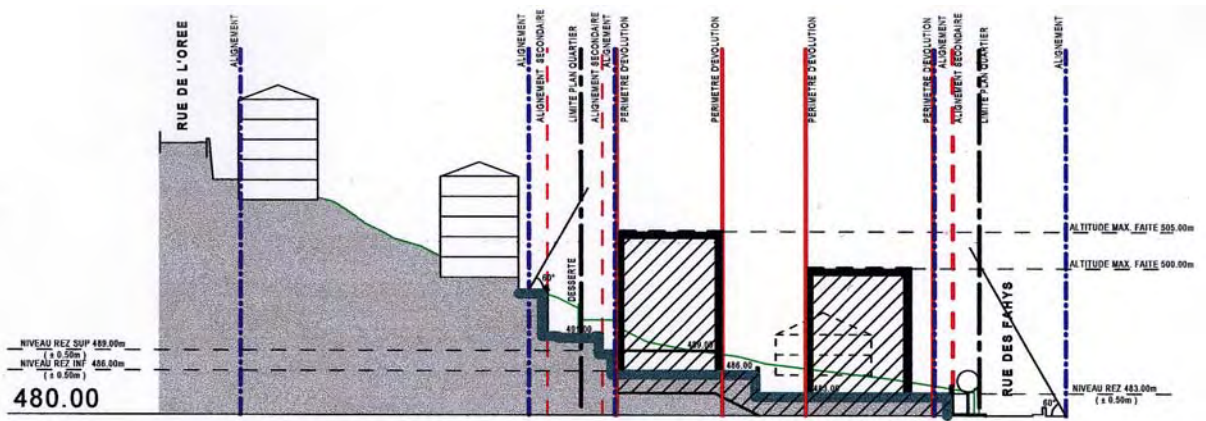 RUE DE L'OREE
ALIGNEMENT
ALIGNEMENT
ALIGNEMENT SECONDAIRE
LIMITE PLAN QUARTIER
ALIGNEMENT SECONDAIRE
ALIGNEMENT
PERIMETRE D'EVOLUTION
PERIMETRE D'EVOLUTION
PERIMETRE D'EVOLUTION
PERIMETRE D'EVOLUTION
ALIGNEMENT
ALIGNEMENT SECONDAIRE
LIMITE PLAN QUARTIER
ALIGNEMENT
ALTITUDE MAX. FAITE 505.00m
ALTITUDE MAX. FAITE 500.00m
60°
DESSERTE
RUE DES FAHYS
491.00
NIVEAU REZ SUP 489.00m
( ± 0.50m )
489.00
NIVEAU REZ INF 486.00m
( ± 0.50m )
486.00
483.00
NIVEAU REZ 483.00m
( ± 0.50m )
480.00
60°